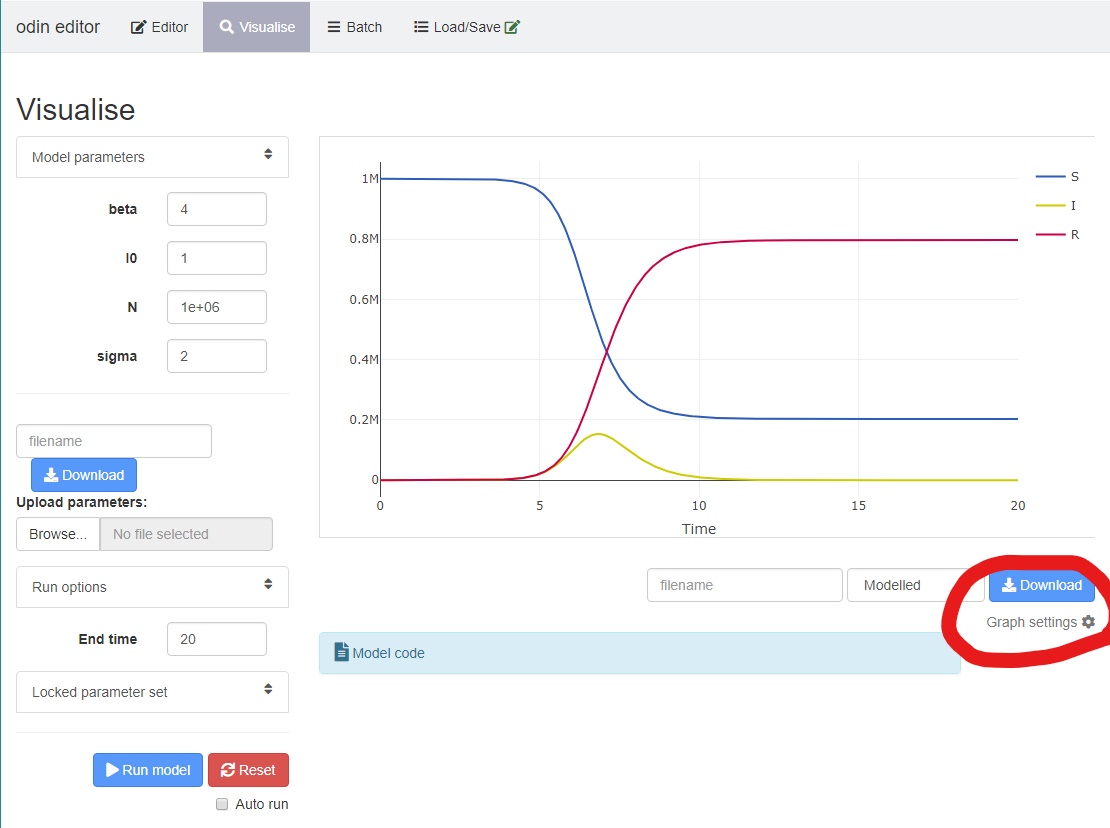 odin editor Editor Visualise Batch Load/Save
Visualise
Model parameters
beta 4
I0 1
N 1e+06
sigma 2
filename
Download
Upload parameters:
Browse... No file selected
Run options
End time 20
Locked parameter set
Run model Reset
Auto run
1M
0.8M
0.6M
0.4M
0.2M
0
0 5 10 15 20
Time
S
I
R
filename Modelled Download
Graph settings
Model code